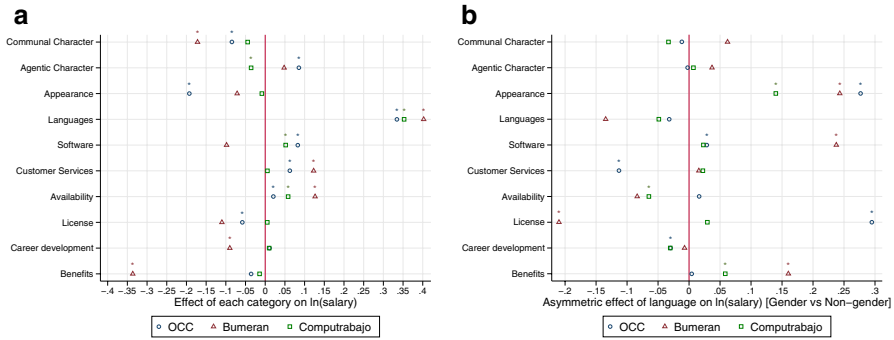 a
Communal Character
Agentic Character
Appearance
Languages
Software
Customer Services
Availability
License
Career development
Benefits
-.4 -.35 -.3 -.25 -.2 -.15 -.1 -.05 0 .05 .1 .15 .2 .25 .3 .35 .4
Effect of each category on ln(salary)
OCC Bumeran Computrabajo
b
Communal Character
Agentic Character
Appearance
Languages
Software
Customer Services
Availability
License
Career development
Benefits
-.2 -.15 -.1 -.05 0 .05 .1 .15 .2 .25 .3
Asymmetric effect of language on ln(salary) [Gender vs Non-gender]
OCC Bumeran Computrabajo